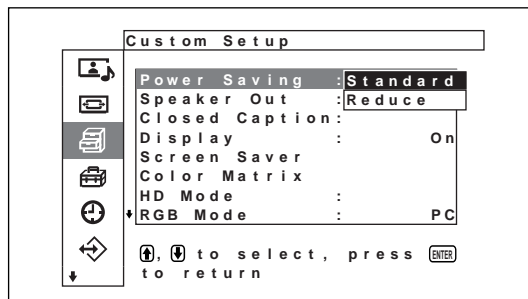 Custom Setup
Power Saving :Standard
Speaker Out :Reduce
Closed Caption:
Display : On
Screen Saver
Color Matrix
HD Mode :
RGB Mode : PC
, to select, press ENTER
to return